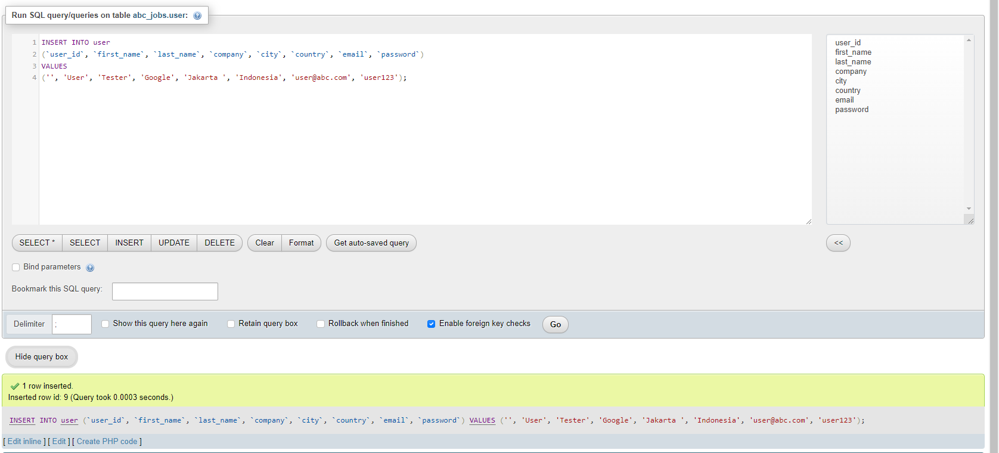 Run SQL query/queries on table abc_jobs.user:
1 INSERT INTO user
2 (`user_id`, `first_name`, `last_name`, `company`, `city`, `country`, `email`, `password`)
3 VALUES
4 ('', 'User', 'Tester', 'Google', 'Jakarta ', 'Indonesia', 'user@abc.com', 'user123');
user_id
first_name
last_name
company
city
country
email
password
SELECT * SELECT INSERT UPDATE DELETE Clear Format Get auto-saved query <<
Bind parameters
Bookmark this SQL query:
Delimiter ; Show this query here again Retain query box Rollback when finished Enable foreign key checks Go
Hide query box
1 row inserted.
Inserted row id: 9 (Query took 0.0003 seconds.)
INSERT INTO user (`user_id`, `first_name`, `last_name`, `company`, `city`, `country`, `email`, `password`) VALUES ('', 'User', 'Tester', 'Google', 'Jakarta ', 'Indonesia', 'user@abc.com', 'user123');
[ Edit inline ] [ Edit ] [ Create PHP code ]